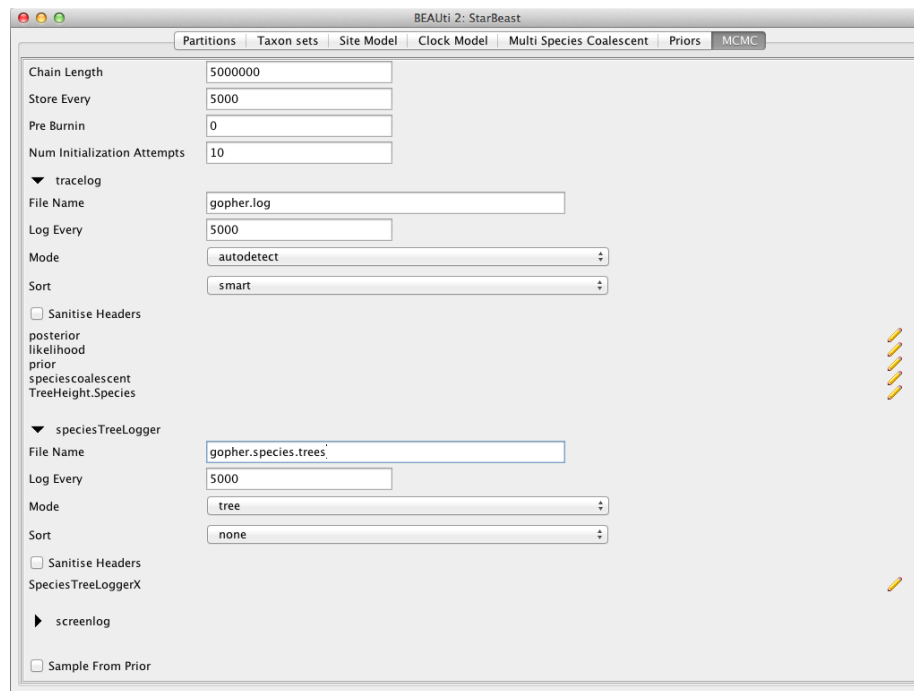 BEAUti 2: StarBeast
Partitions Taxon sets Site Model Clock Model Multi Species Coalescent Priors MCMC
Chain Length 5000000
Store Every 5000
Pre Burnin 0
Num Initialization Attempts 10
tracelog
File Name gopher.log
Log Every 5000
Mode autodetect
Sort smart
Sanitise Headers
posterior
likelihood
prior
speciescoalescent
TreeHeight.Species
speciesTreeLogger
File Name gopher.species.trees
Log Every 5000
Mode tree
Sort none
Sanitise Headers
SpeciesTreeLoggerX
screenlog
Sample From Prior